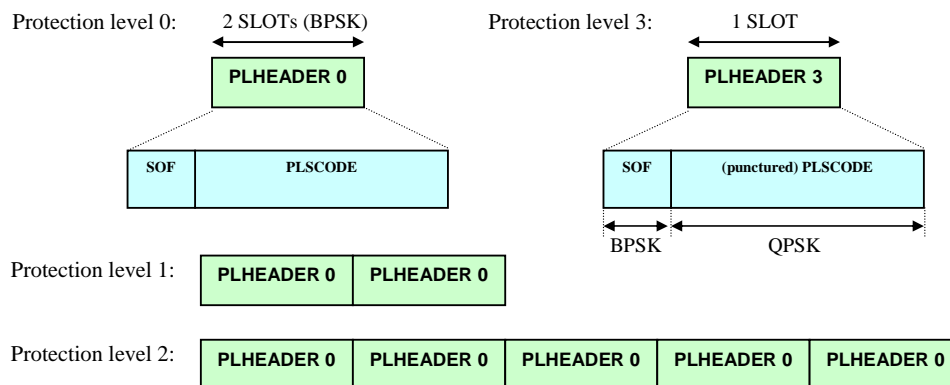 Protection level 0:
2 SLOTs (BPSK)
PLHEADER 0
SOF
PLSCODE
Protection level 3:
1 SLOT
PLHEADER 3
SOF
(punctured) PLSCODE
BPSK
QPSK
Protection level 1:
PLHEADER 0 PLHEADER 0
Protection level 2:
PLHEADER 0 PLHEADER 0 PLHEADER 0 PLHEADER 0 PLHEADER 0